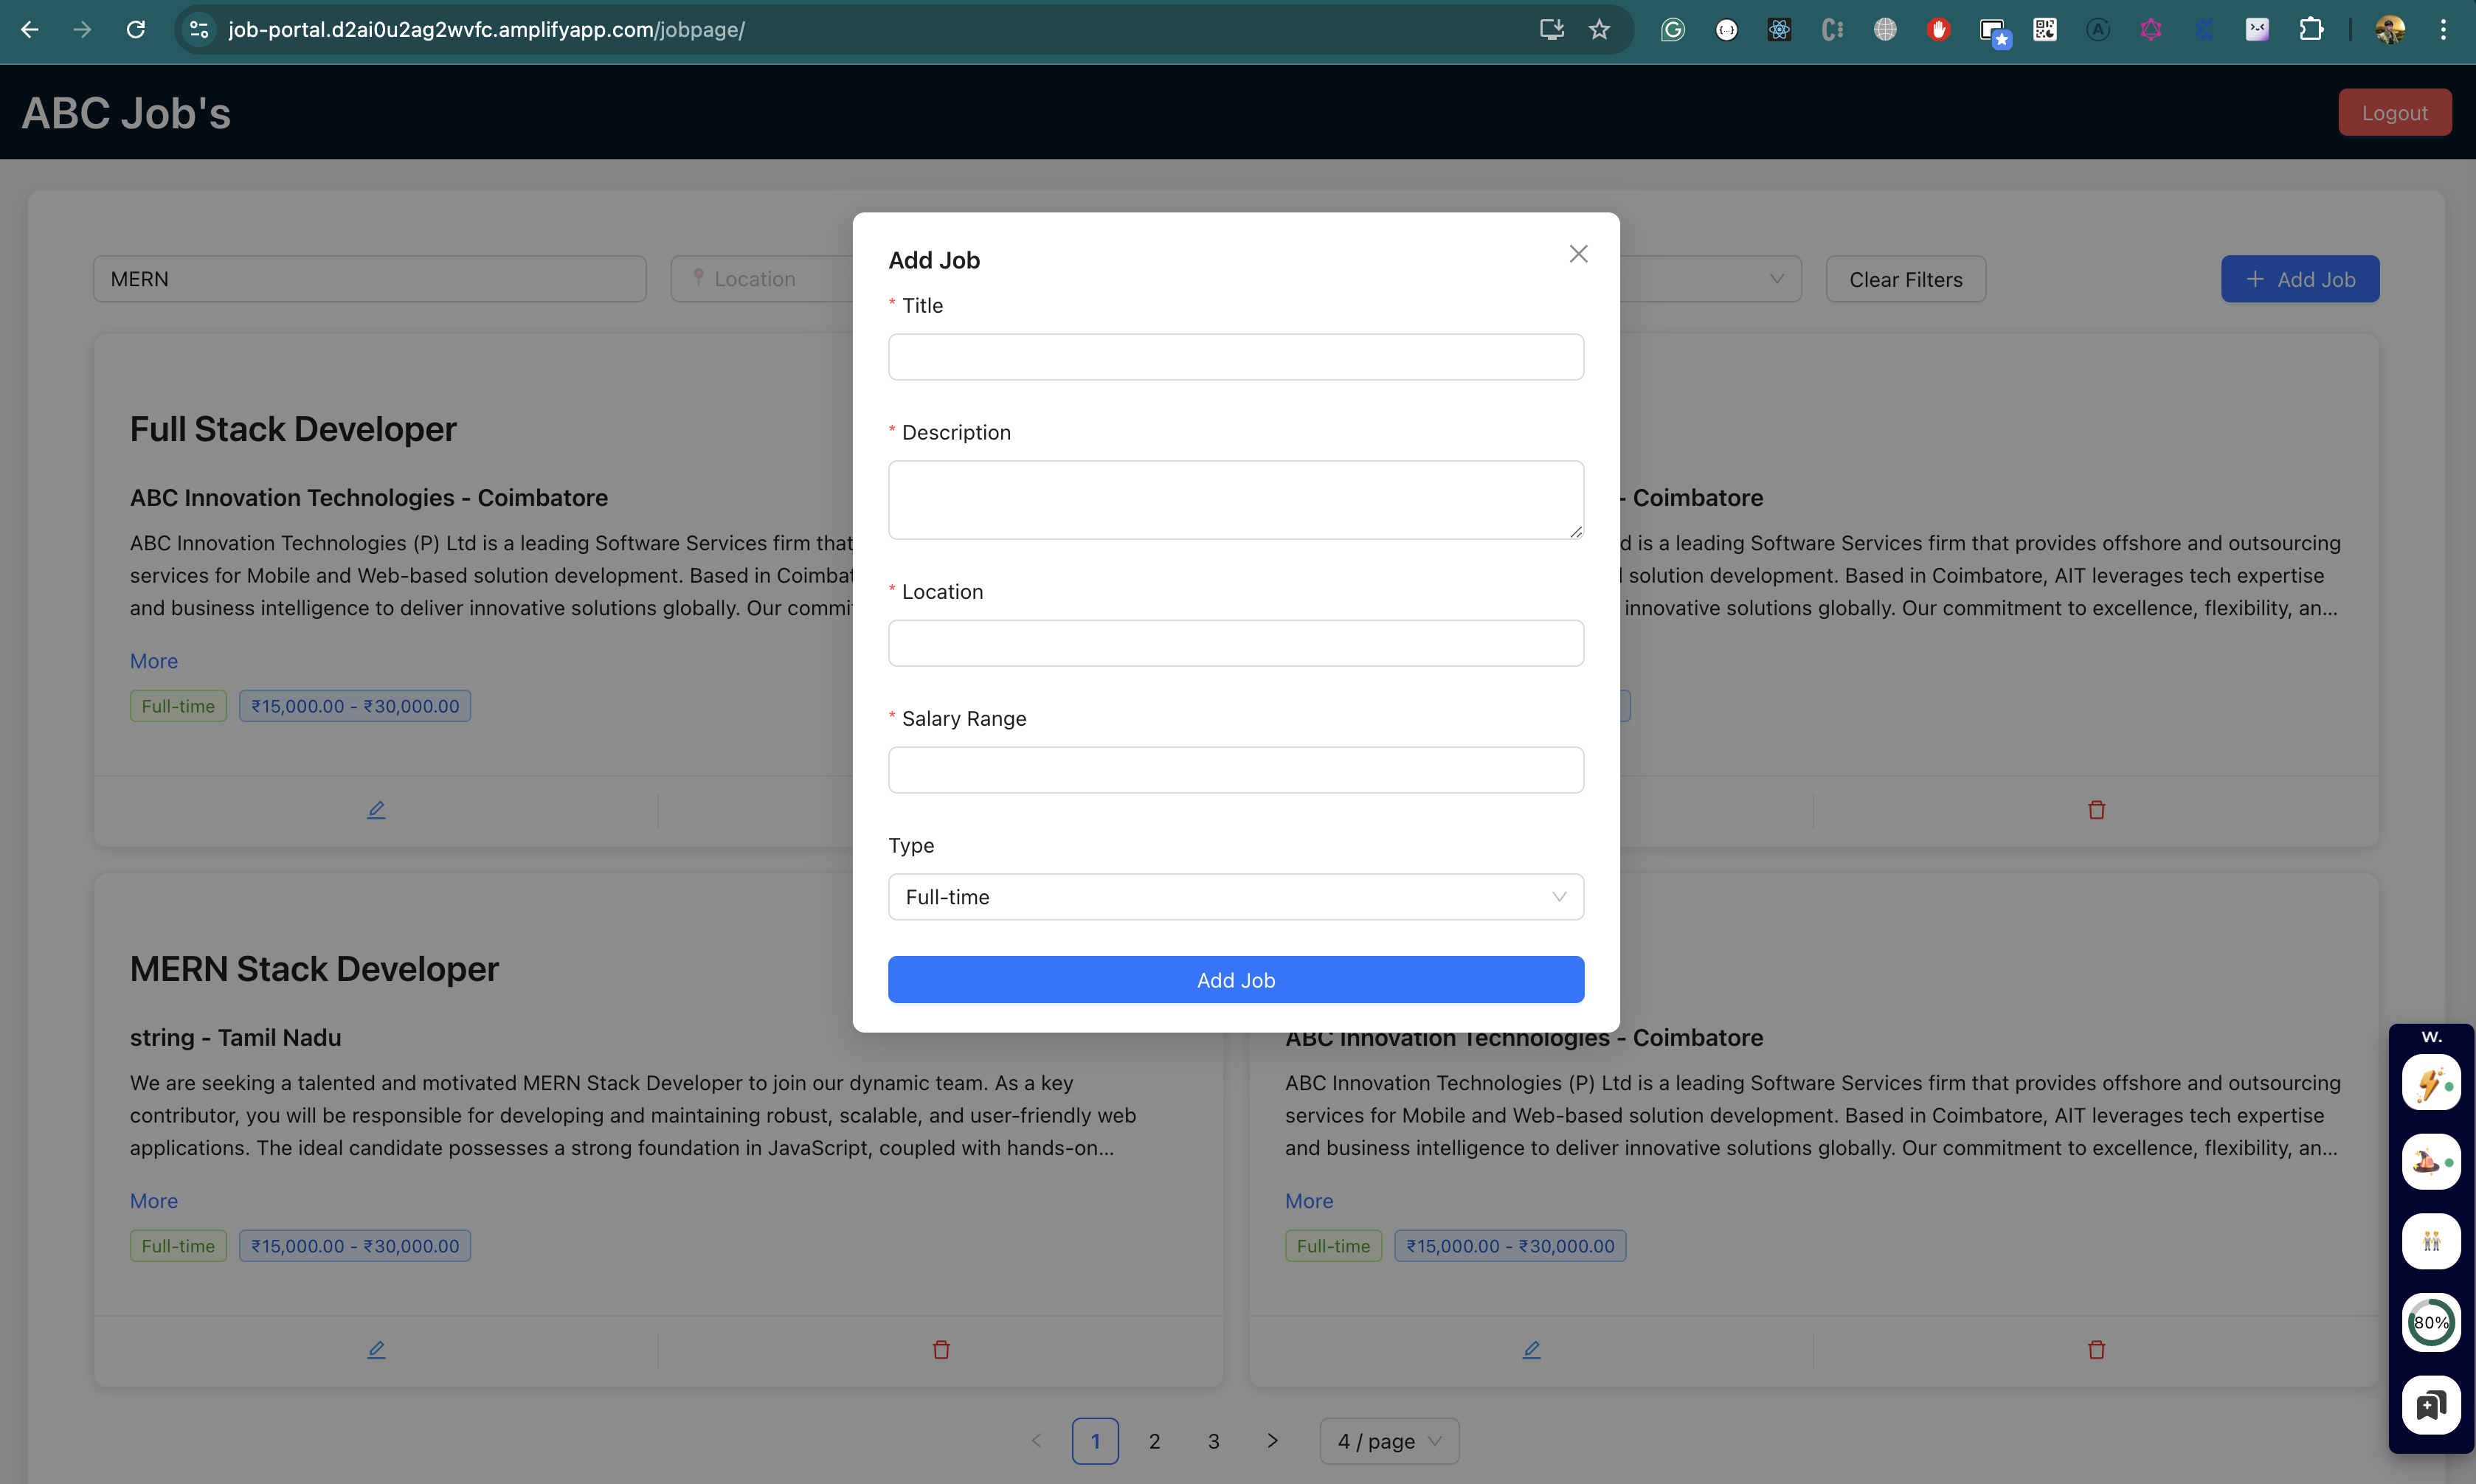 job-portal.d2ai0u2ag2wvfc.amplifyapp.com/jobpage/
ABC Job's
Logout
MERN
Location
Clear Filters
+ Add Job
Add Job
* Title
* Description
* Location
* Salary Range
Type
Full-time
Add Job
Full Stack Developer
ABC Innovation Technologies - Coimbatore
ABC Innovation Technologies (P) Ltd is a leading Software Services firm that
services for Mobile and Web-based solution development. Based in
and business intelligence to deliver innovative solutions globally. Our
More
Full-time
₹15,000.00 - ₹30,000.00
- Coimbatore
is a leading Software Services firm that provides offshore and outsourcing
solution development. Based in Coimbatore, AIT leverages tech expertise
innovative solutions globally. Our commitment to excellence, flexibility, an...
MERN Stack Developer
string - Tamil Nadu
We are seeking a talented and motivated MERN Stack Developer to join our dynamic team. As a key
contributor, you will be responsible for developing and maintaining robust, scalable, and user-friendly web
applications. The ideal candidate possesses a strong foundation in JavaScript, coupled with hands-on...
More
Full-time
₹15,000.00 - ₹30,000.00
ABC Innovation Technologies - Coimbatore
ABC Innovation Technologies (P) Ltd is a leading Software Services firm that provides offshore and outsourcing
services for Mobile and Web-based solution development. Based in Coimbatore, AIT leverages tech expertise
and business intelligence to deliver innovative solutions globally. Our commitment to excellence, flexibility, an...
More
Full-time
₹15,000.00 - ₹30,000.00
1
2
3
4 / page
W.
80%